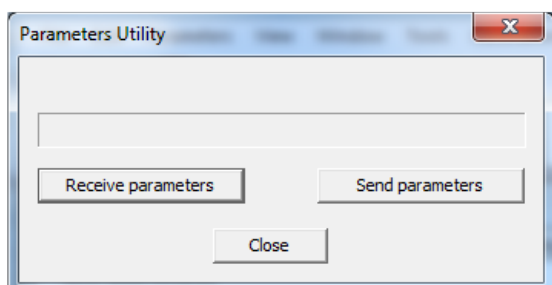 Parameters Utility
Receive parameters
Send parameters
Close